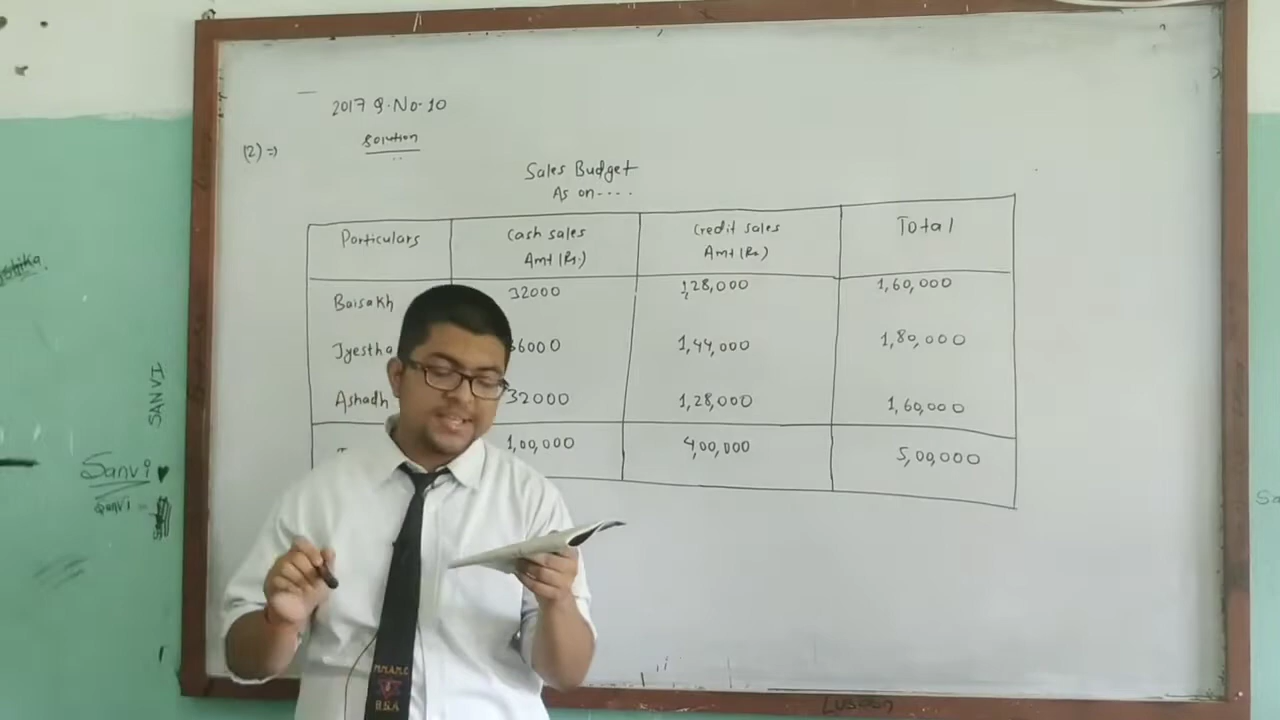 2017 Q.No.10
solution
(2) ⇒
Sales Budget
As on....
Particulars Cash sales Amt (Rs.) Credit sales Amt (Rs) Total
Baisakh 32000 1,28,000 1,60,000
Jyestha 6000 1,44,000 1,80,000
Ashadh 32000 1,28,000 1,60,000
1,00,000 4,00,000 5,00,000
SANVI
Sanvi
Sanvi
M.M.A.M.C
B.B.A